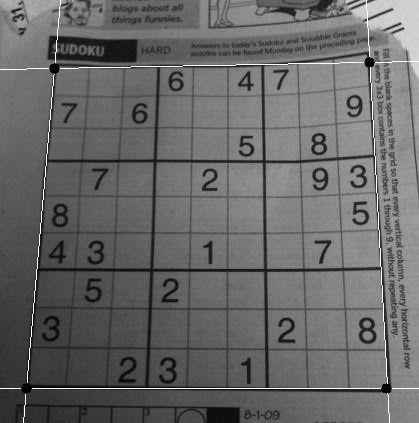 blogs about all
things funnies.
SUDOKU HARD
Answers to today's Sudoku and Scrabble Grams
puzzles can be found Monday on the preceding page.
6 4 7
7 6 9
5 8
7 2 9 3
8 5
4 3 1 7
5 2
3 2 8
2 3 1
Fill the blank spaces in the grid so that every vertical column, every horizontal row
and every 3x3 box contains the numbers 1 through 9, without repeating any.
1 2 3
8-1-09